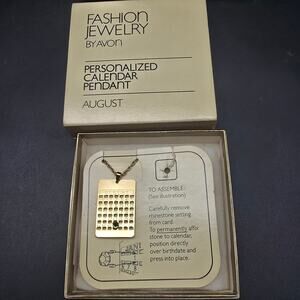 FASHION
JEWELRY
BY AVON
PERSONALIZED
CALENDAR
PENDANT
AUGUST
TO ASSEMBLE:
(See illustration)
Carefully remove
rhinestone setting
from card.
To permanently affix
stone to calendar,
position directly
over birthdate and
press into place.